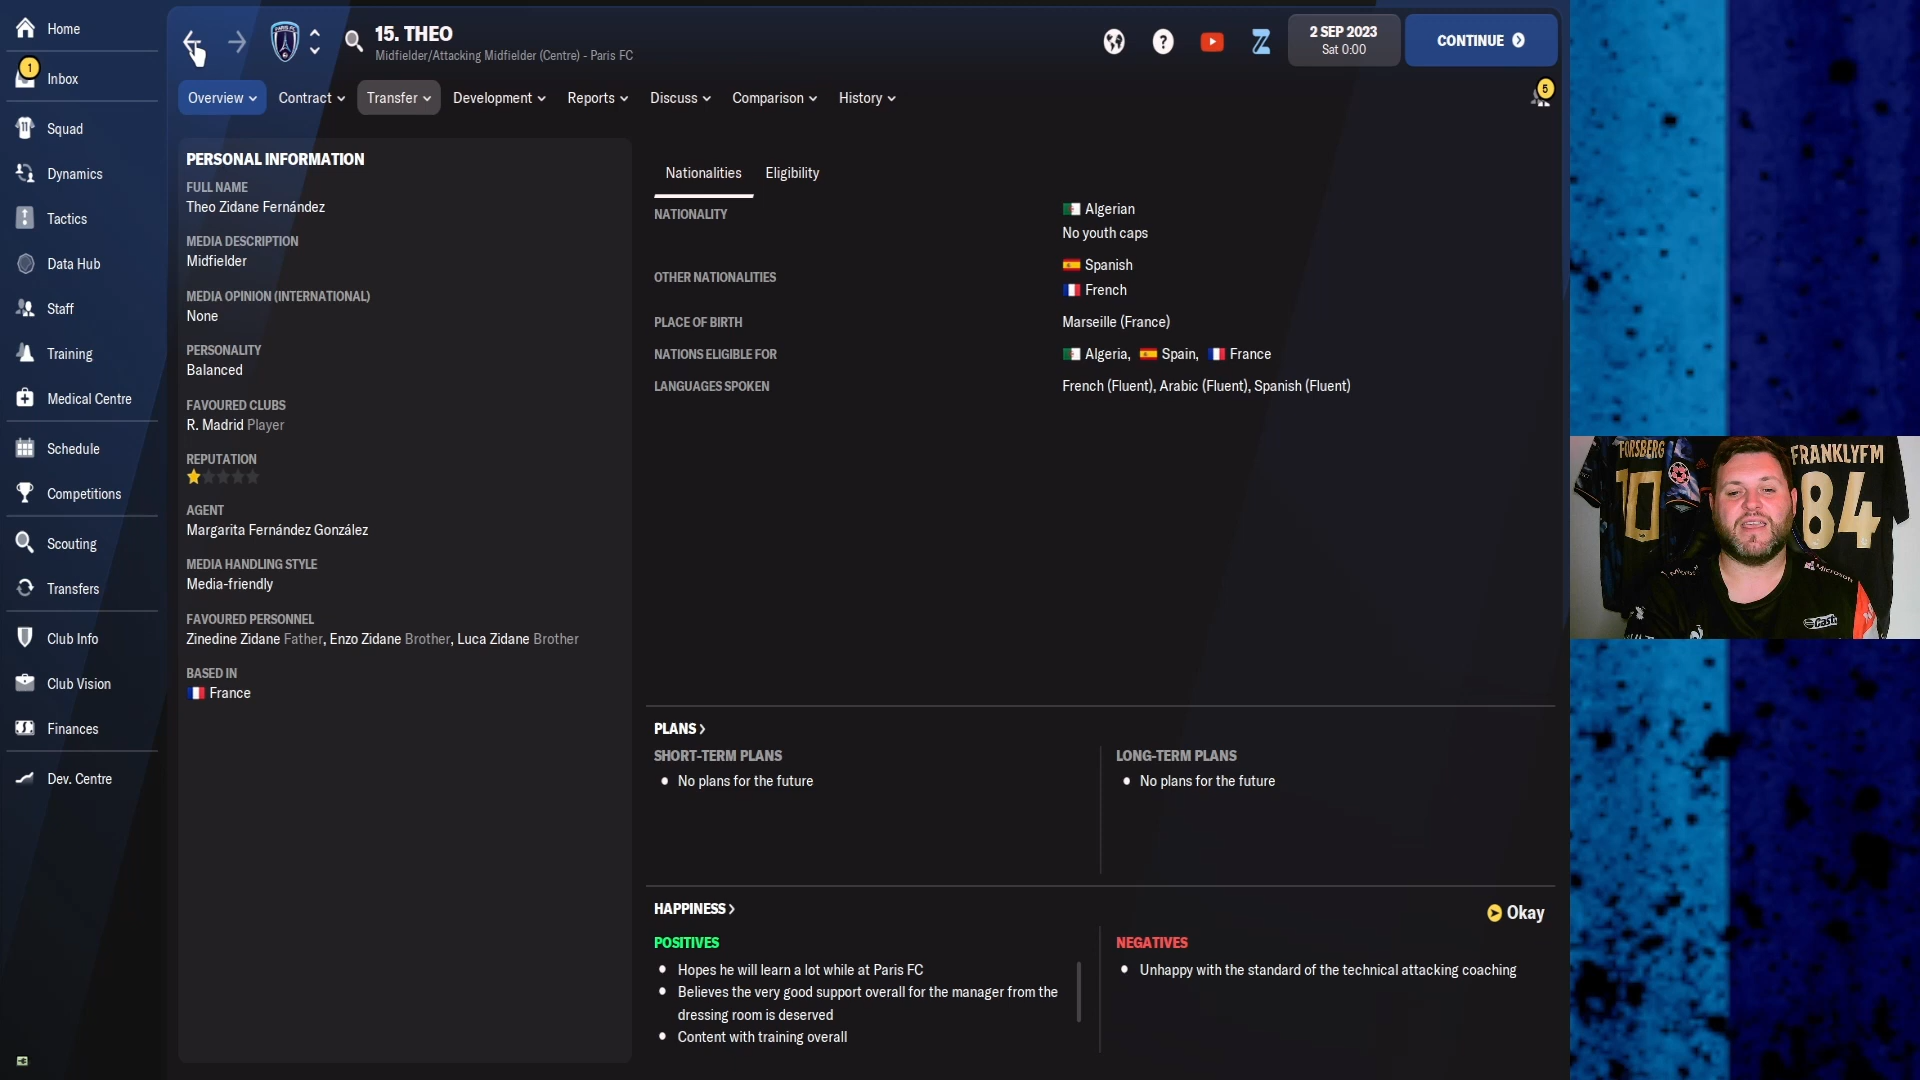 Home
1
Inbox
Squad
Dynamics
Tactics
Data Hub
Staff
Training
Medical Centre
Schedule
Competitions
Scouting
Transfers
Club Info
Club Vision
Finances
Dev. Centre
15. THEO
Midfielder/Attacking Midfielder (Centre) - Paris FC
2 SEP 2023
Sat 0:00
CONTINUE
Overview
Contract
Transfer
Development
Reports
Discuss
Comparison
History
5
PERSONAL INFORMATION
FULL NAME
Theo Zidane Fernández
MEDIA DESCRIPTION
Midfielder
MEDIA OPINION (INTERNATIONAL)
None
PERSONALITY
Balanced
FAVOURED CLUBS
R. Madrid Player
REPUTATION
AGENT
Margarita Fernández González
MEDIA HANDLING STYLE
Media-friendly
FAVOURED PERSONNEL
Zinedine Zidane Father, Enzo Zidane Brother, Luca Zidane Brother
BASED IN
France
Nationalities
Eligibility
NATIONALITY
Algerian
No youth caps
OTHER NATIONALITIES
Spanish
French
PLACE OF BIRTH
Marseille (France)
NATIONS ELIGIBLE FOR
Algeria, Spain, France
LANGUAGES SPOKEN
French (Fluent), Arabic (Fluent), Spanish (Fluent)
PLANS
SHORT-TERM PLANS
No plans for the future
LONG-TERM PLANS
No plans for the future
HAPPINESS
Okay
POSITIVES
Hopes he will learn a lot while at Paris FC
Believes the very good support overall for the manager from the
dressing room is deserved
Content with training overall
NEGATIVES
Unhappy with the standard of the technical attacking coaching
FORSBERG
10
FRANKLYFM
84
Microsoft